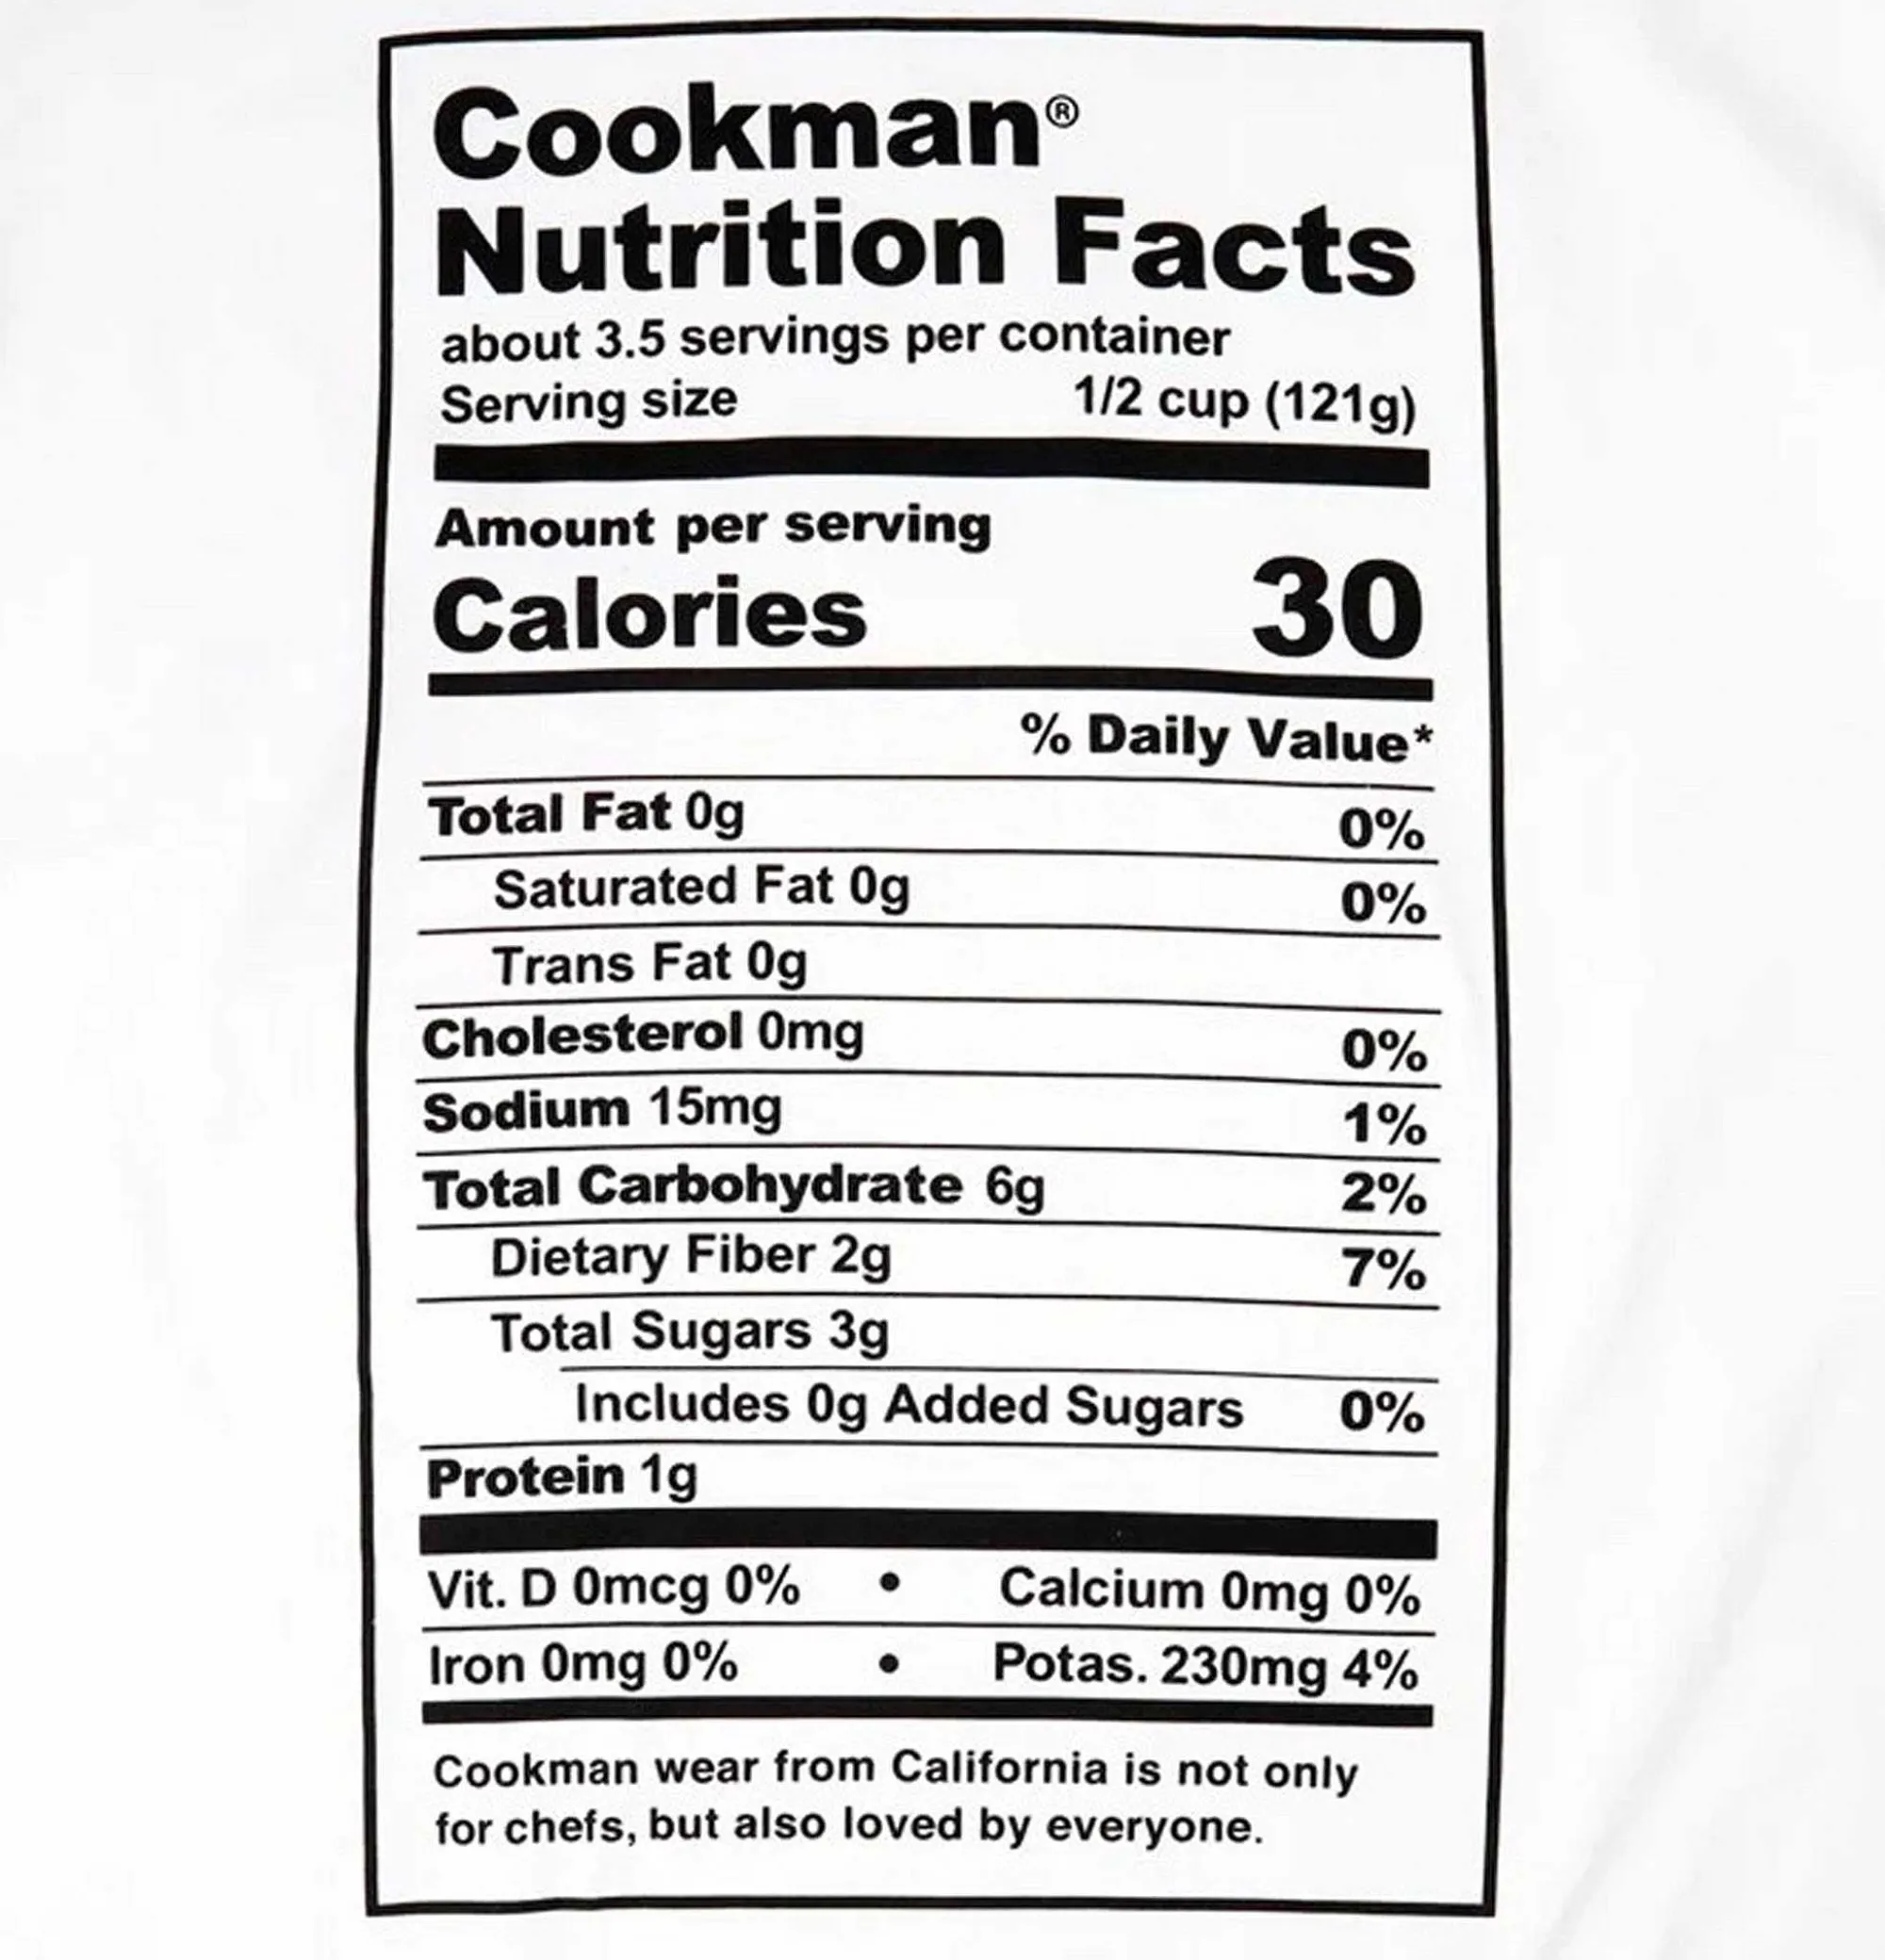 Cookman®
Nutrition Facts
about 3.5 servings per container
Serving size 1/2 cup (121g)
Amount per serving
Calories 30
% Daily Value*
Total Fat 0g 0%
Saturated Fat 0g 0%
Trans Fat 0g
Cholesterol 0mg 0%
Sodium 15mg 1%
Total Carbohydrate 6g 2%
Dietary Fiber 2g 7%
Total Sugars 3g
Includes 0g Added Sugars 0%
Protein 1g
Vit. D 0mcg 0% • Calcium 0mg 0%
Iron 0mg 0% • Potas. 230mg 4%
Cookman wear from California is not only
for chefs, but also loved by everyone.